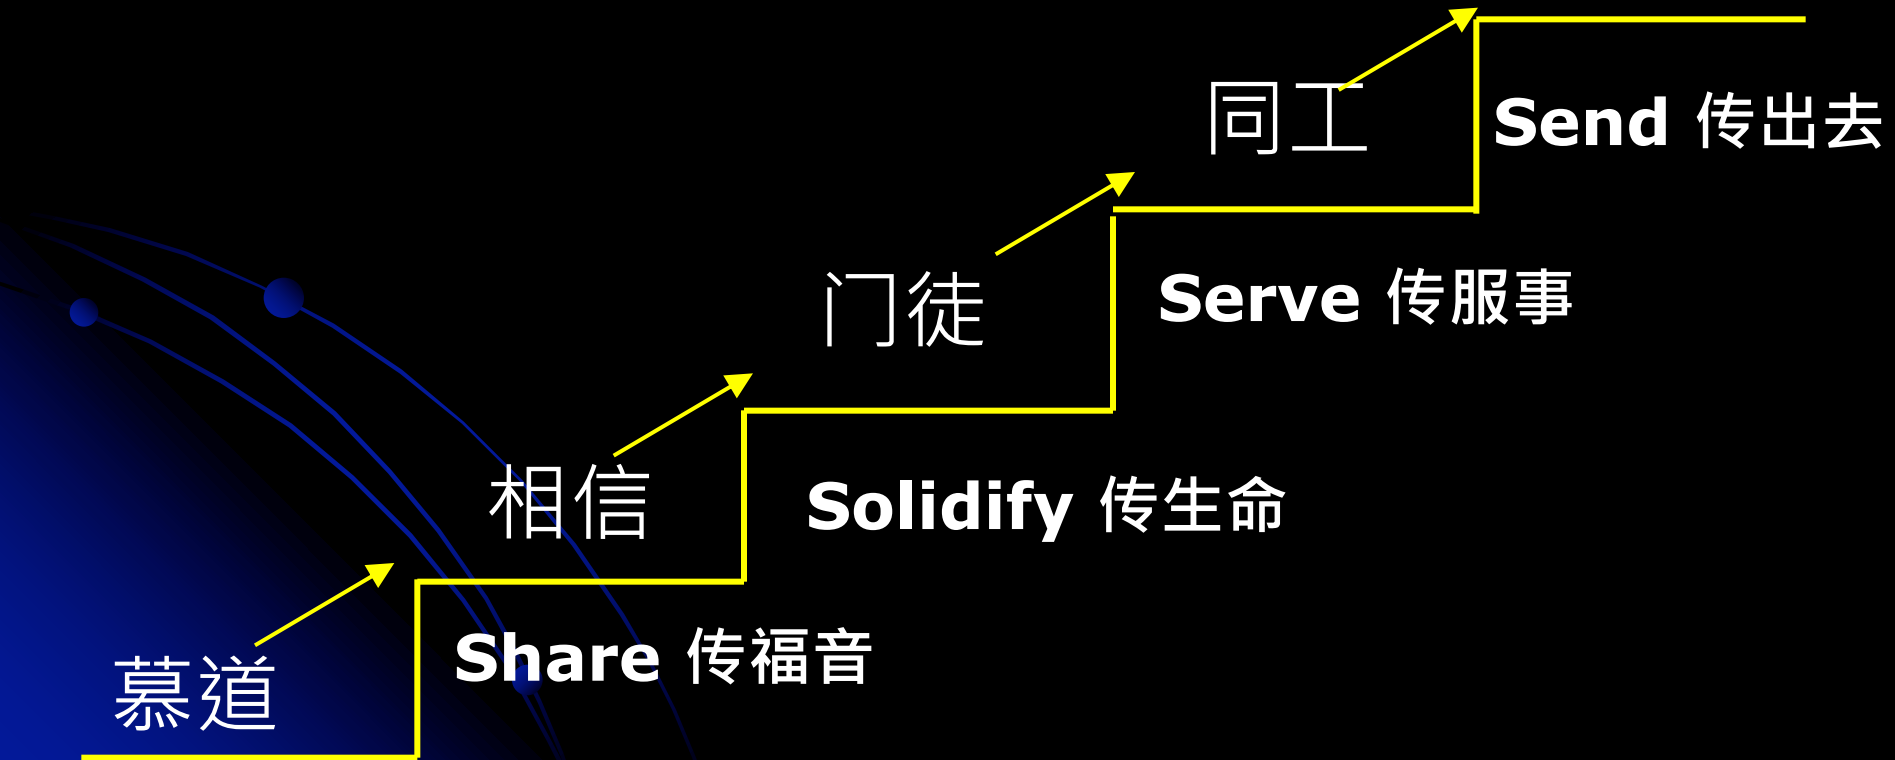 同工
Send 传出去
门徒
Serve 传服事
相信
Solidify 传生命
慕道
Share 传福音